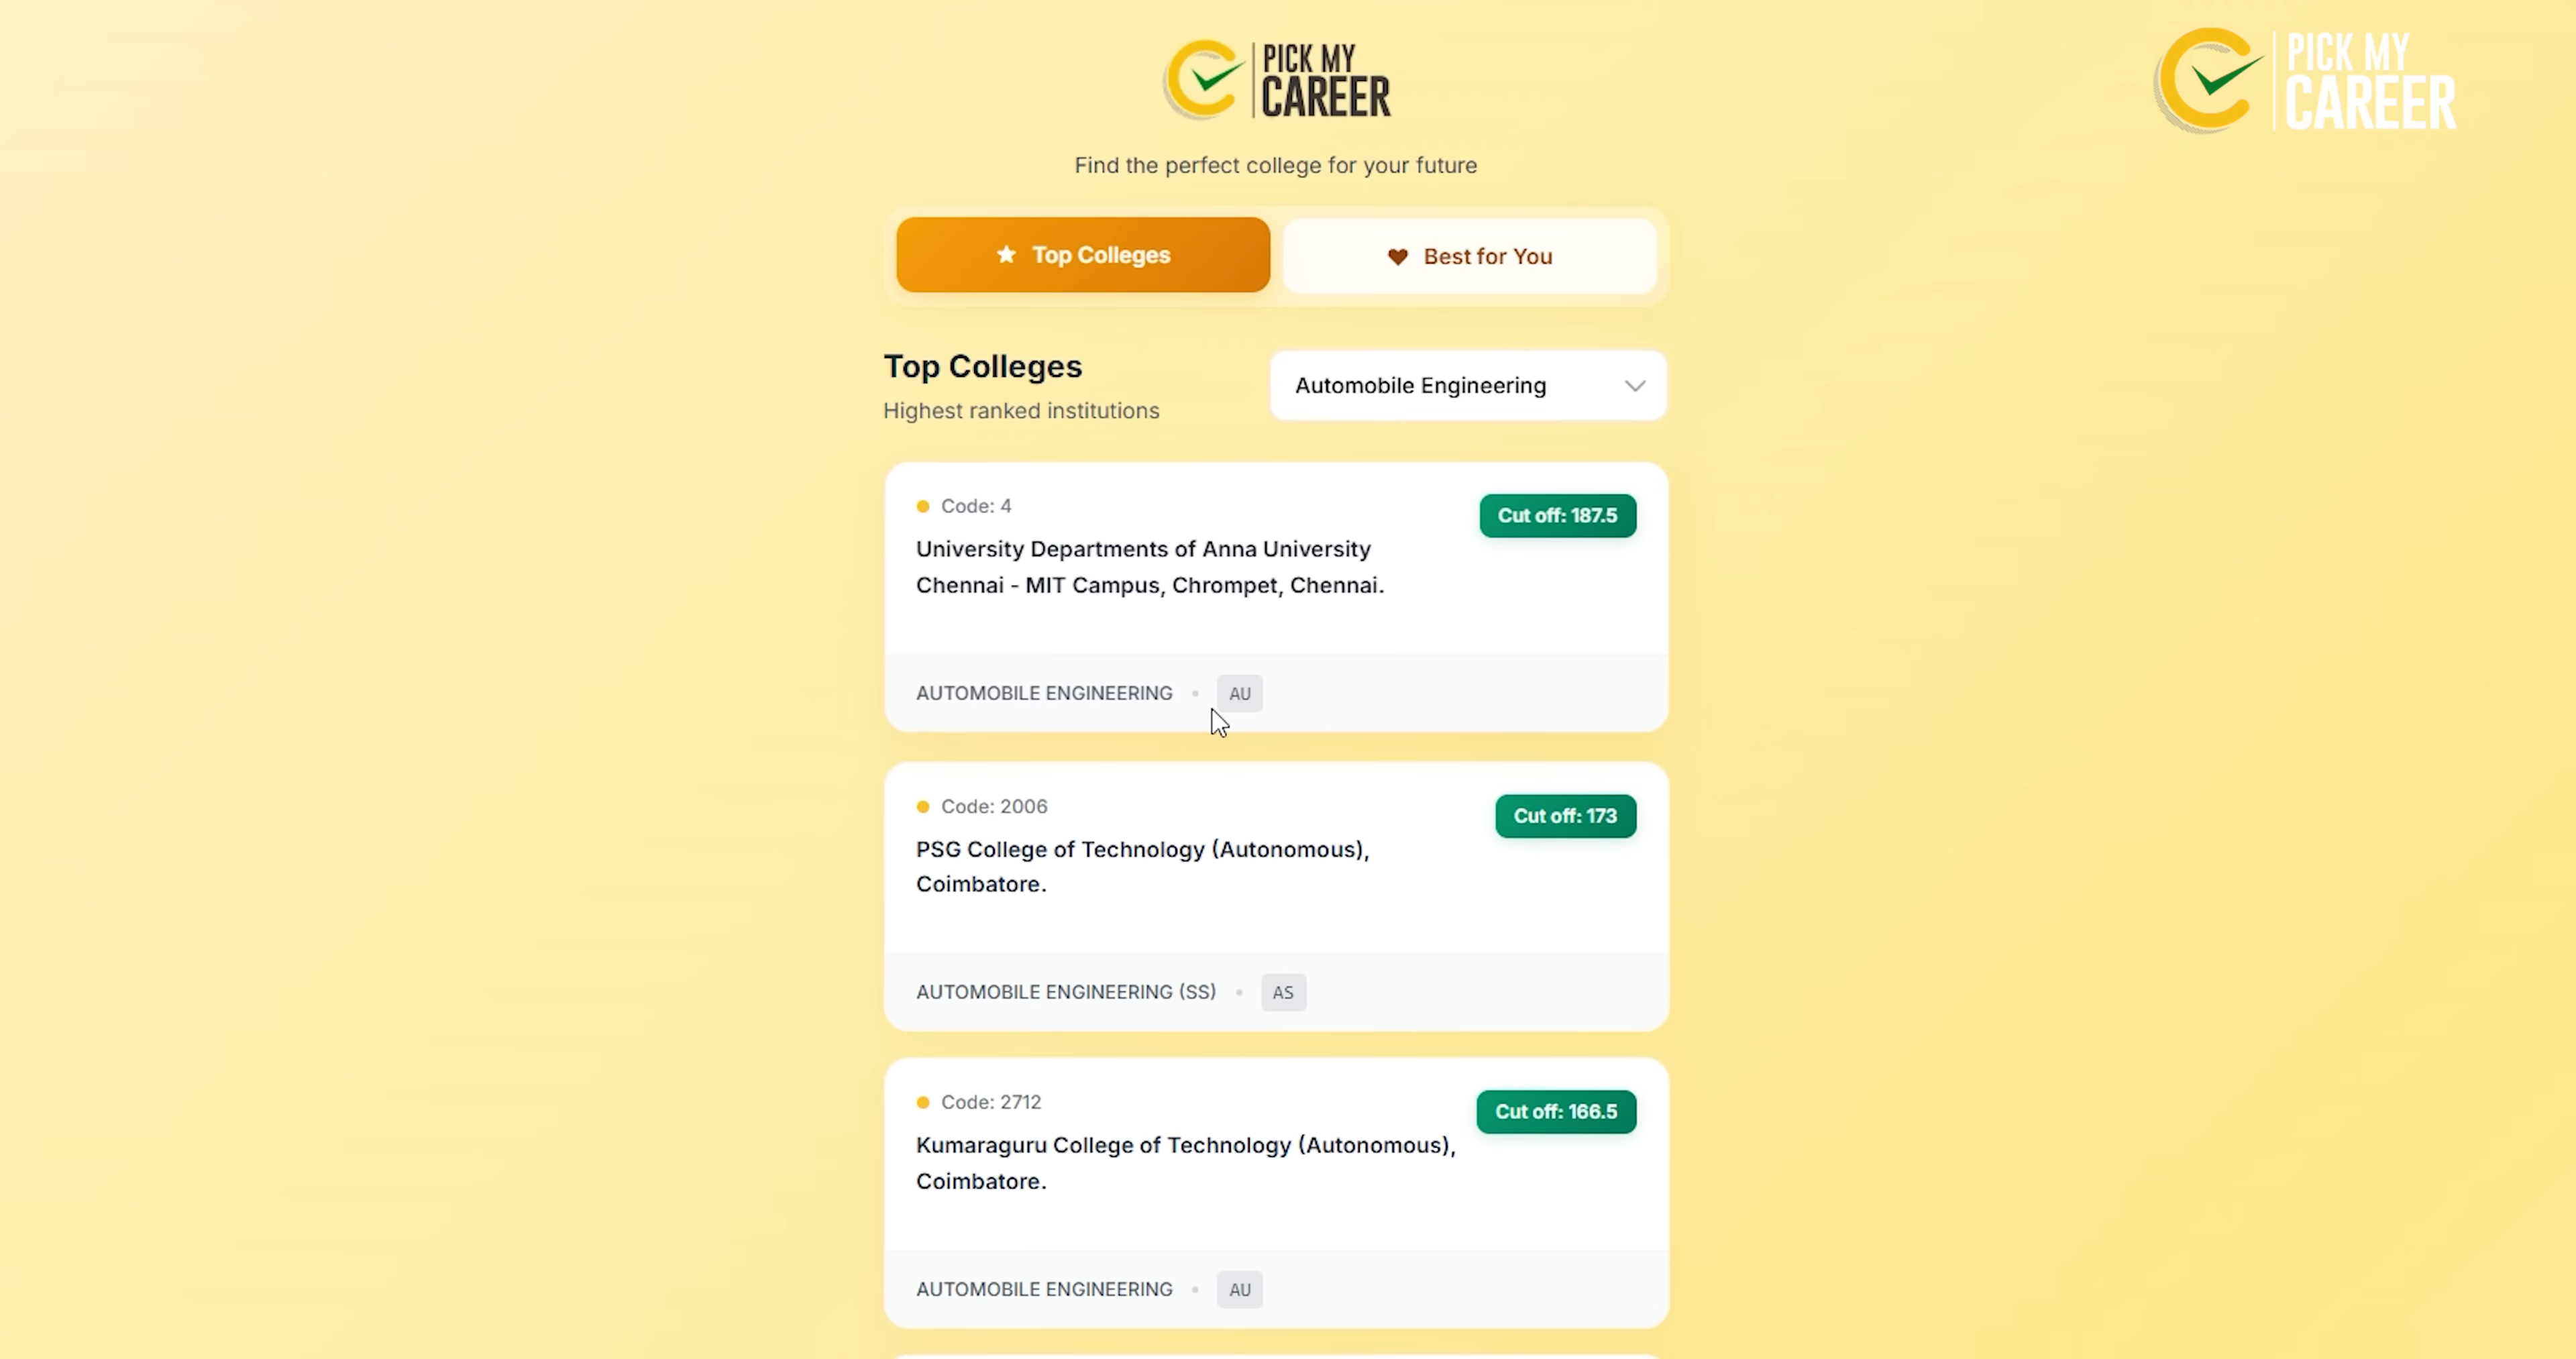 PICK MY
CAREER
PICK MY
CAREER
Find the perfect college for your future
Top Colleges
Best for You
Top Colleges
Highest ranked institutions
Automobile Engineering
Code: 4
Cut off: 187.5
University Departments of Anna University
Chennai - MIT Campus, Chrompet, Chennai.
AUTOMOBILE ENGINEERING • AU
Code: 2006
Cut off: 173
PSG College of Technology (Autonomous),
Coimbatore.
AUTOMOBILE ENGINEERING (SS) • AS
Code: 2712
Cut off: 166.5
Kumaraguru College of Technology (Autonomous),
Coimbatore.
AUTOMOBILE ENGINEERING • AU